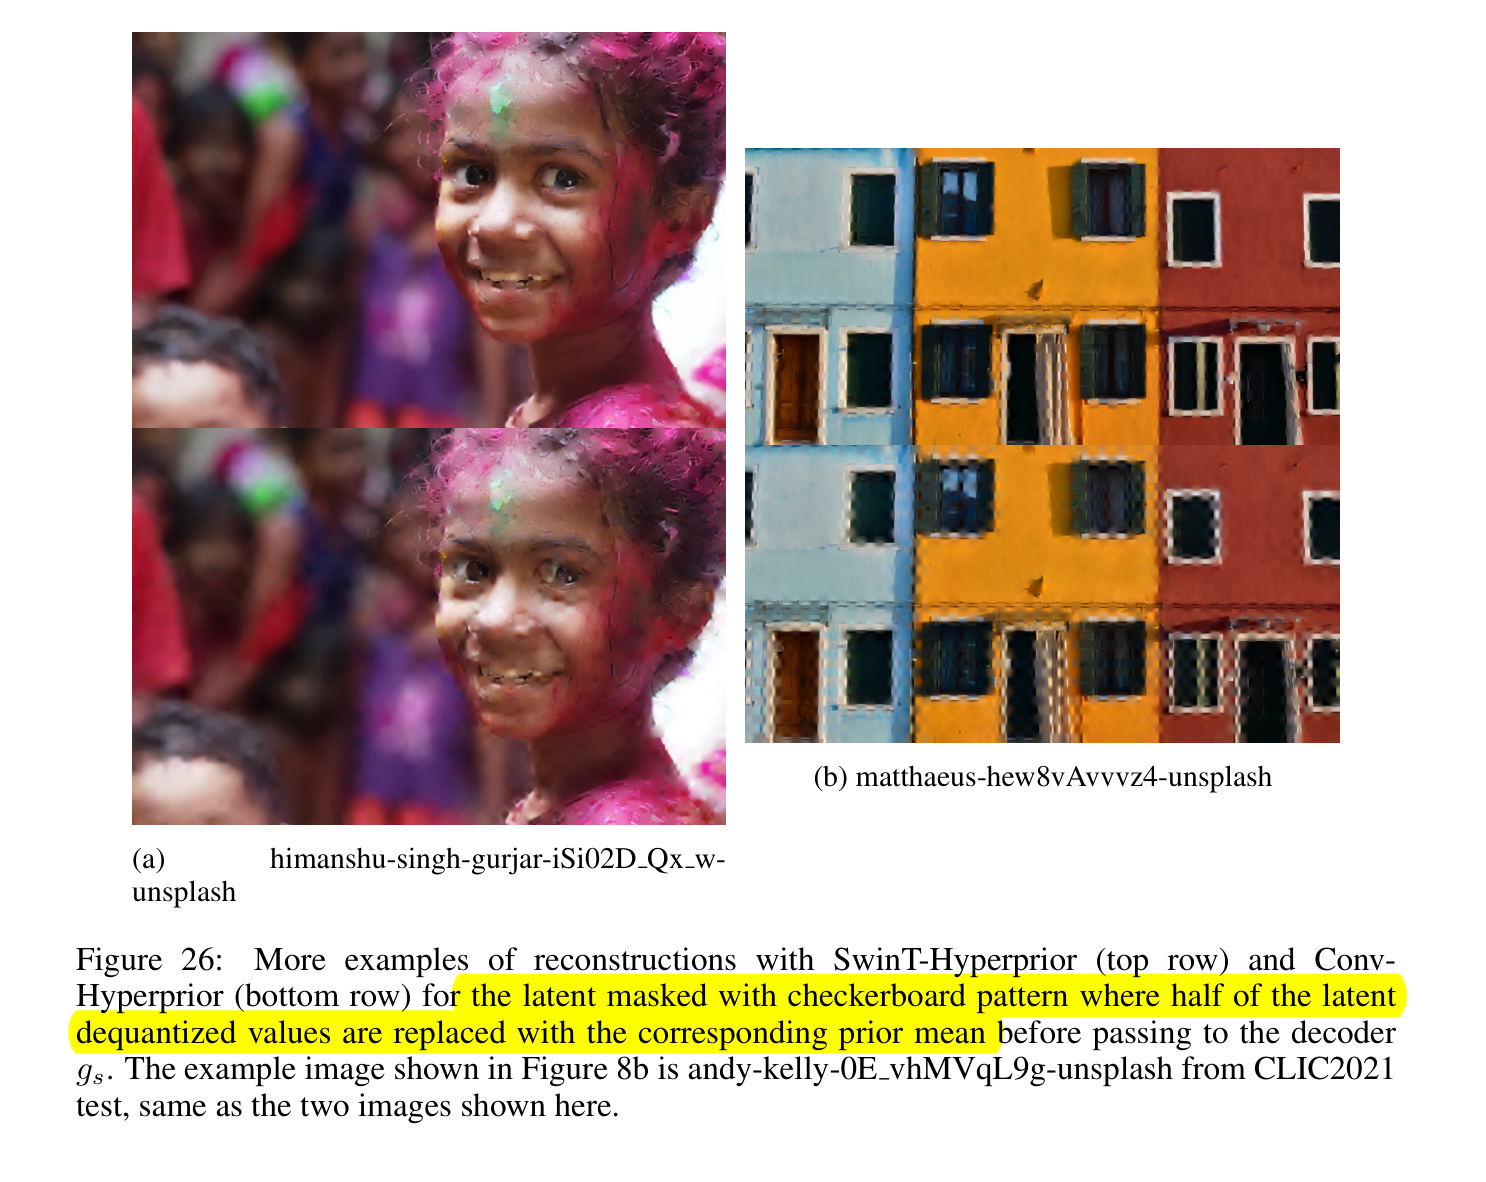 (b) matthaeus-hew8vAvvvz4-unsplash
(a) himanshu-singh-gurjar-iSi02D_Qx_w-
unsplash
Figure 26: More examples of reconstructions with SwinT-Hyperprior (top row) and Conv-
Hyperprior (bottom row) for the latent masked with checkerboard pattern where half of the latent
dequantized values are replaced with the corresponding prior mean before passing to the decoder
gₛ. The example image shown in Figure 8b is andy-kelly-0E_vhMVqL9g-unsplash from CLIC2021
test, same as the two images shown here.